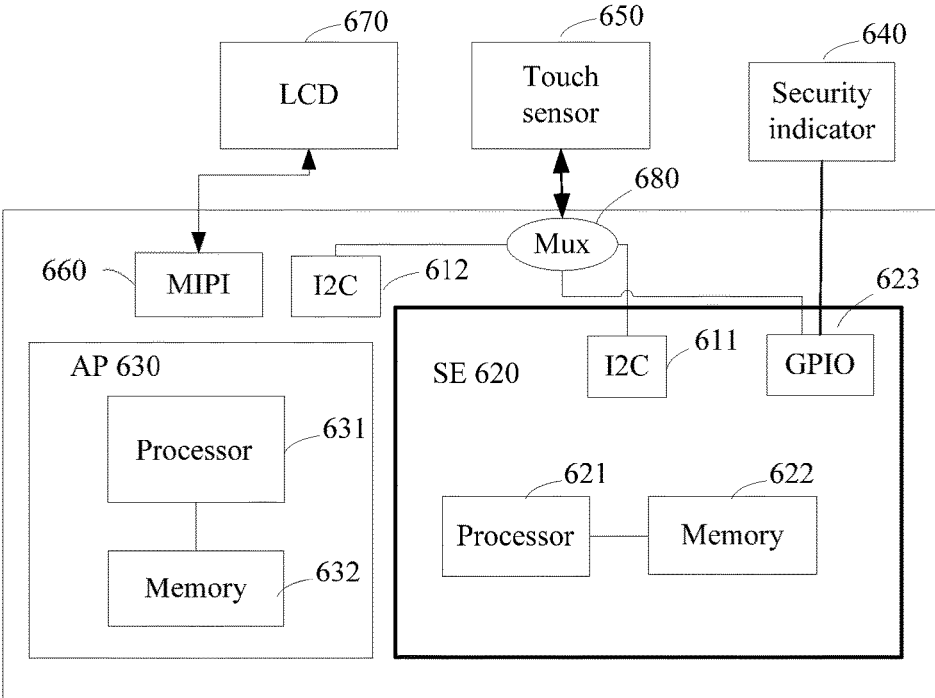 670
650
640
LCD
Touch
sensor
Security
indicator
680
Mux
660
MIPI
I2C
612
623
AP 630
SE 620
I2C
611
GPIO
Processor
631
621
622
Processor
Memory
Memory
632